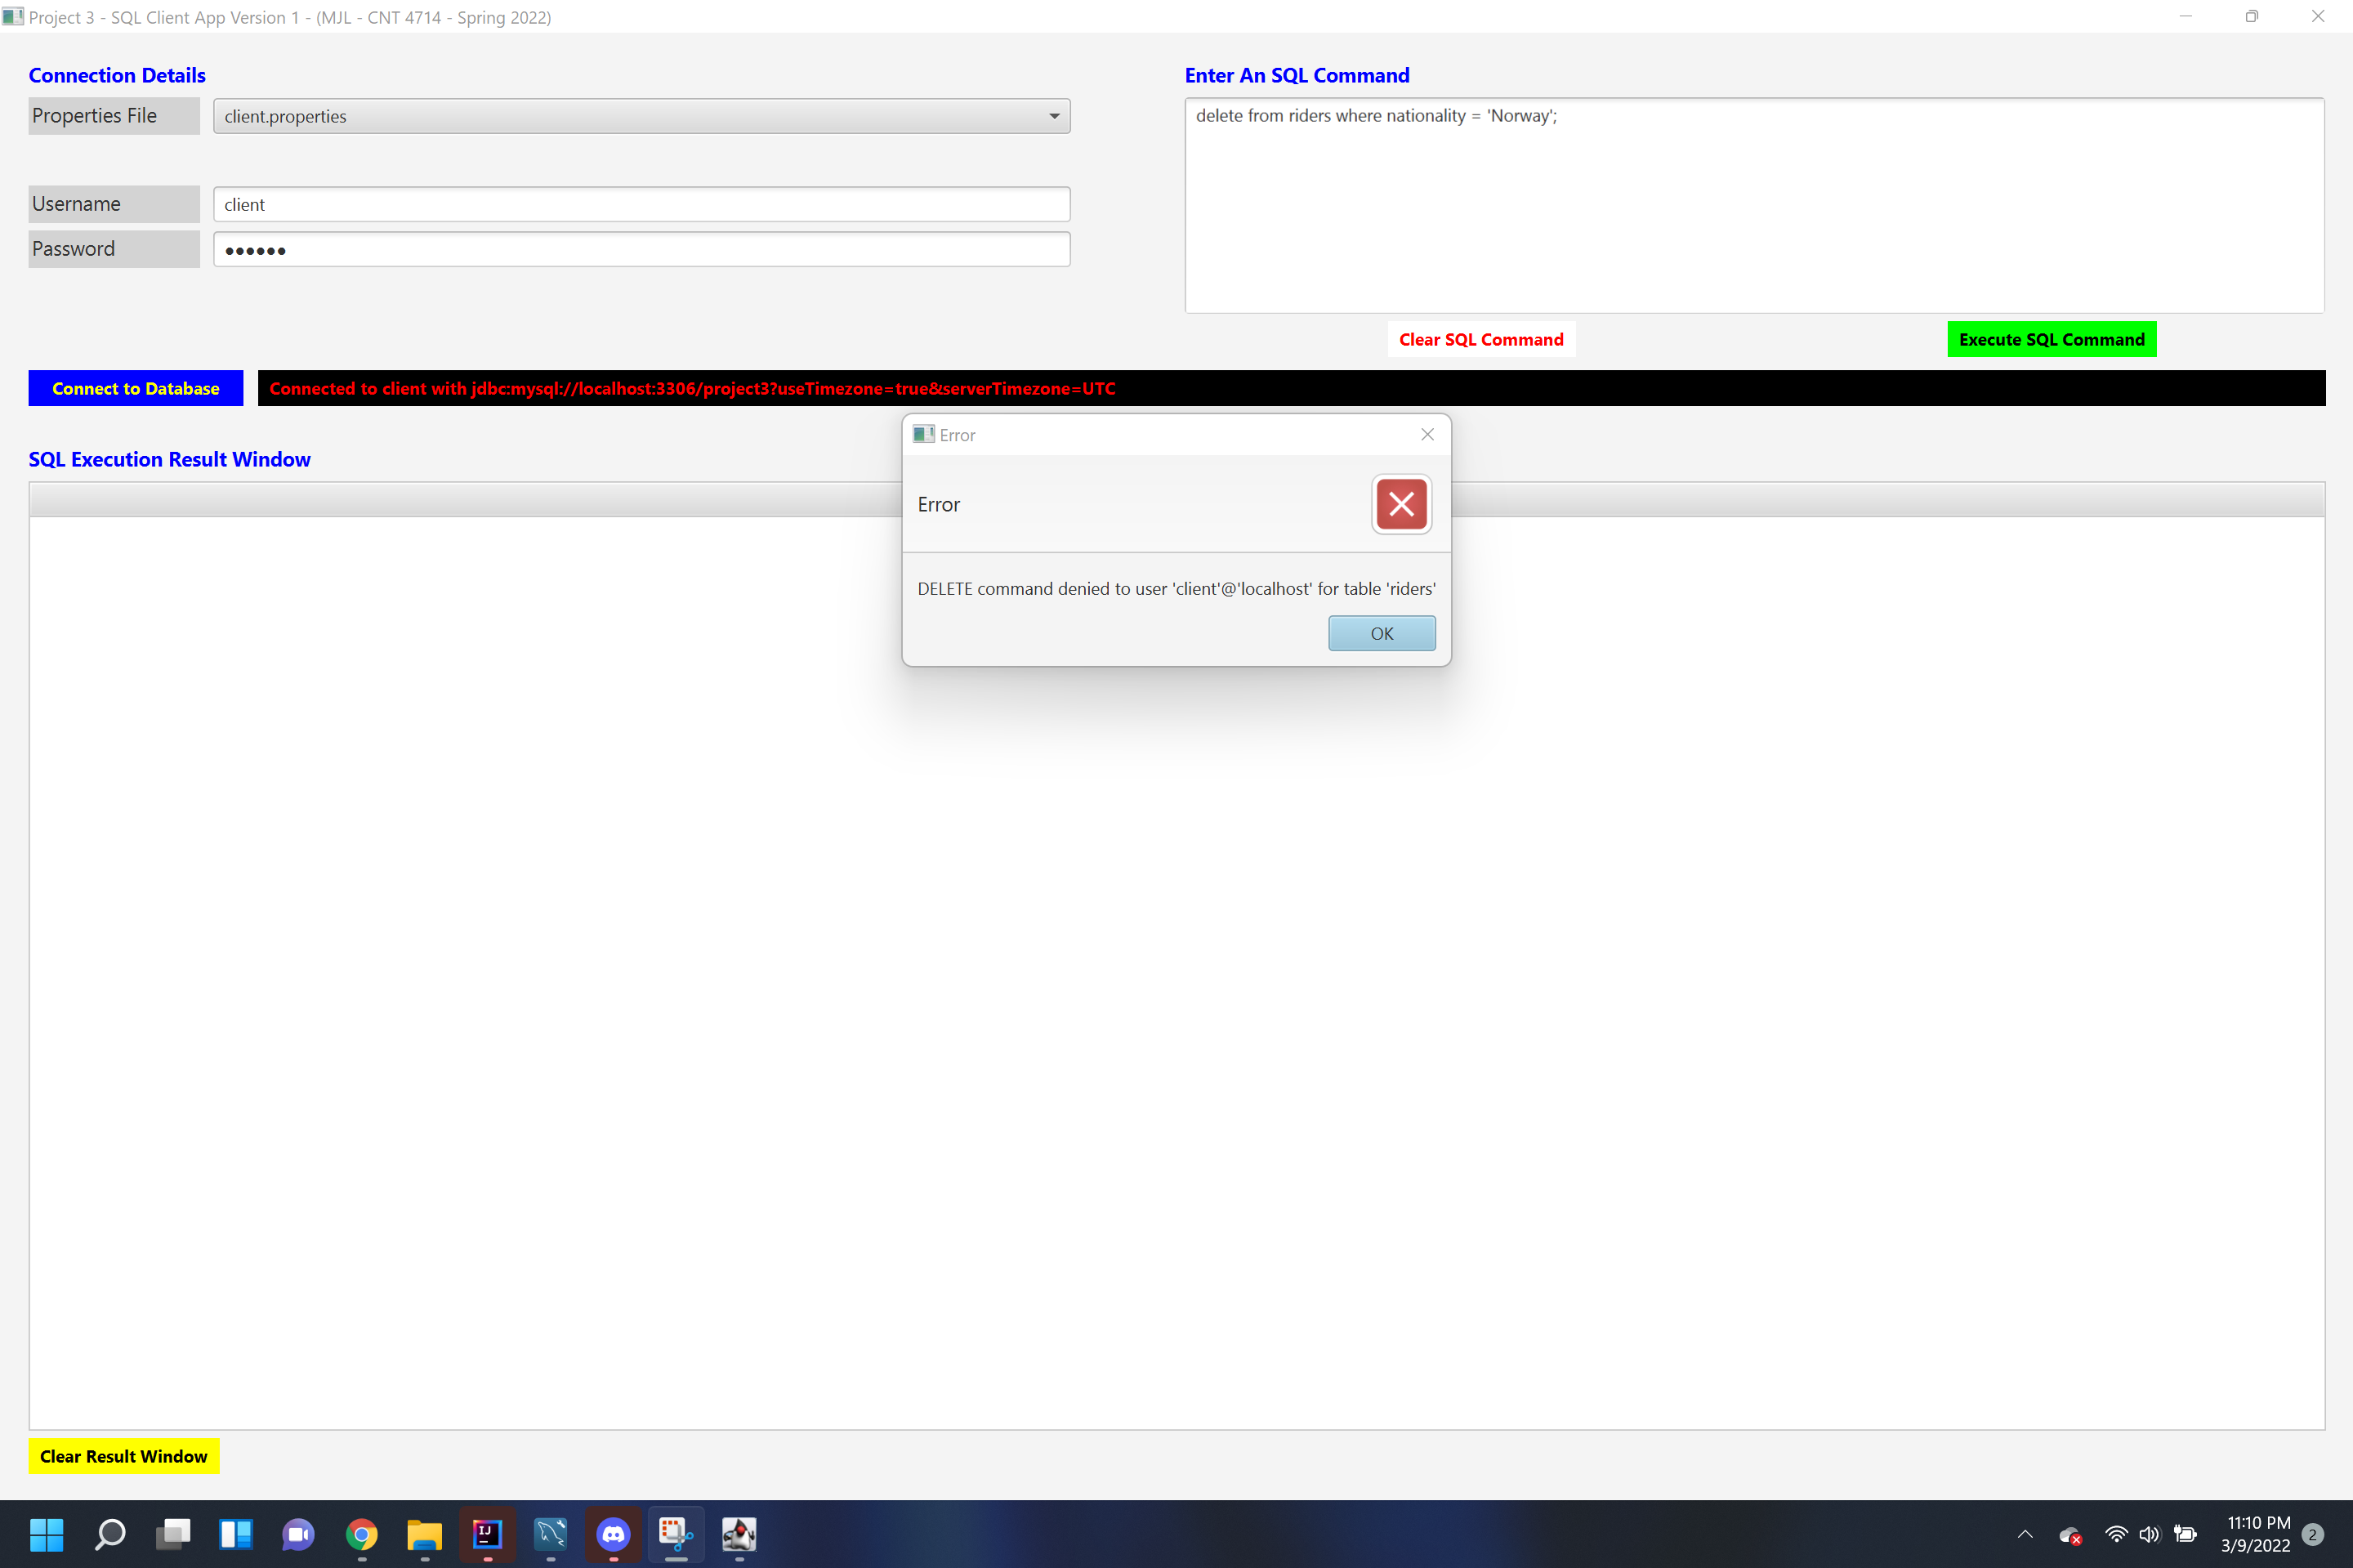 Project 3 - SQL Client App Version 1 - (MJL - CNT 4714 - Spring 2022)
Connection Details
Properties File
client.properties
Username
client
Password
Enter An SQL Command
delete from riders where nationality = 'Norway';
Clear SQL Command
Execute SQL Command
Connect to Database
Connected to client with jdbc:mysql://localhost:3306/project3?useTimezone=true&serverTimezone=UTC
SQL Execution Result Window
Error
Error
DELETE command denied to user 'client'@'localhost' for table 'riders'
OK
Clear Result Window
IJ
11:10 PM
3/9/2022
2